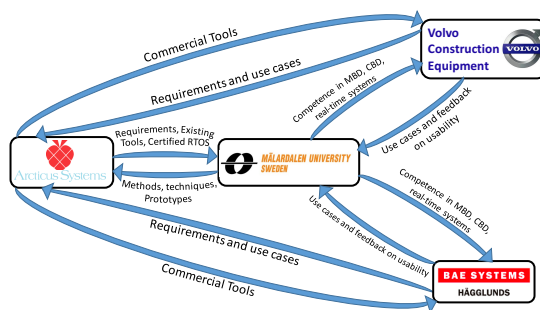 Commercial Tools
Requirements and use cases
Volvo
Construction
Equipment
VOLVO
Competence in MBD, CBD,
real-time systems
Use cases and feedback
on usability
Requirements, Existing
Tools, Certified RTOS
Arcticus Systems
MÄLARDALEN UNIVERSITY
SWEDEN
Methods, techniques,
Prototypes
Competence in MBD, CBD,
real-time systems
Use cases and feedback on usability
Requirements and use cases
Commercial Tools
BAE SYSTEMS
HÄGGLUNDS